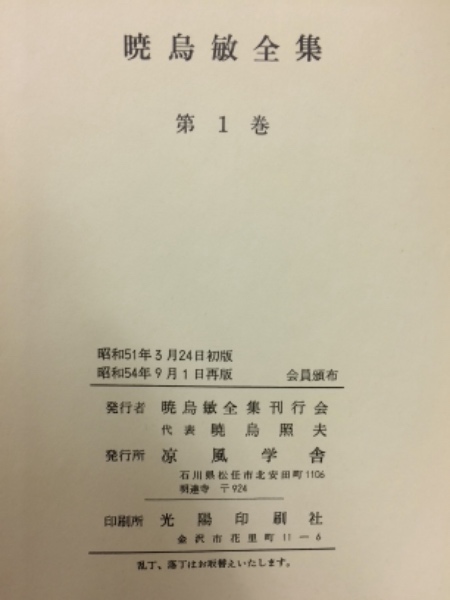 暁烏敏全集
第1巻
昭和51年3月24日初版
昭和54年9月1日再版 会員頒布
発行者 暁烏敏全集刊行会
代表 暁烏照夫
発行所 凉風学舎
石川県松任市北安田町1106
明達寺 〒924
印刷所 光陽印刷社
金沢市花里町11－6
乱丁、落丁はお取替えいたします。